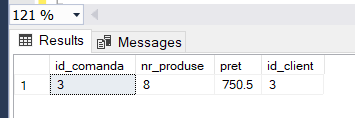 121 %
Results Messages
id_comanda nr_produse pret id_client
1 3 8 750.5 3